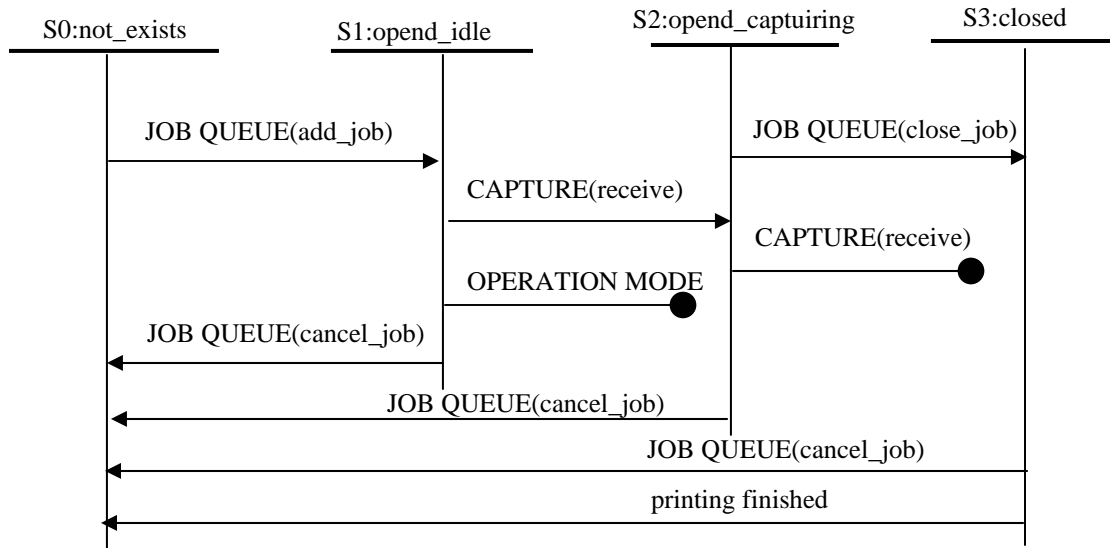 S0:not_exists
S1:opend_idle
S2:opend_captuiring
S3:closed
JOB QUEUE(add_job)
JOB QUEUE(close_job)
CAPTURE(receive)
CAPTURE(receive)
OPERATION MODE
JOB QUEUE(cancel_job)
JOB QUEUE(cancel_job)
JOB QUEUE(cancel_job)
printing finished